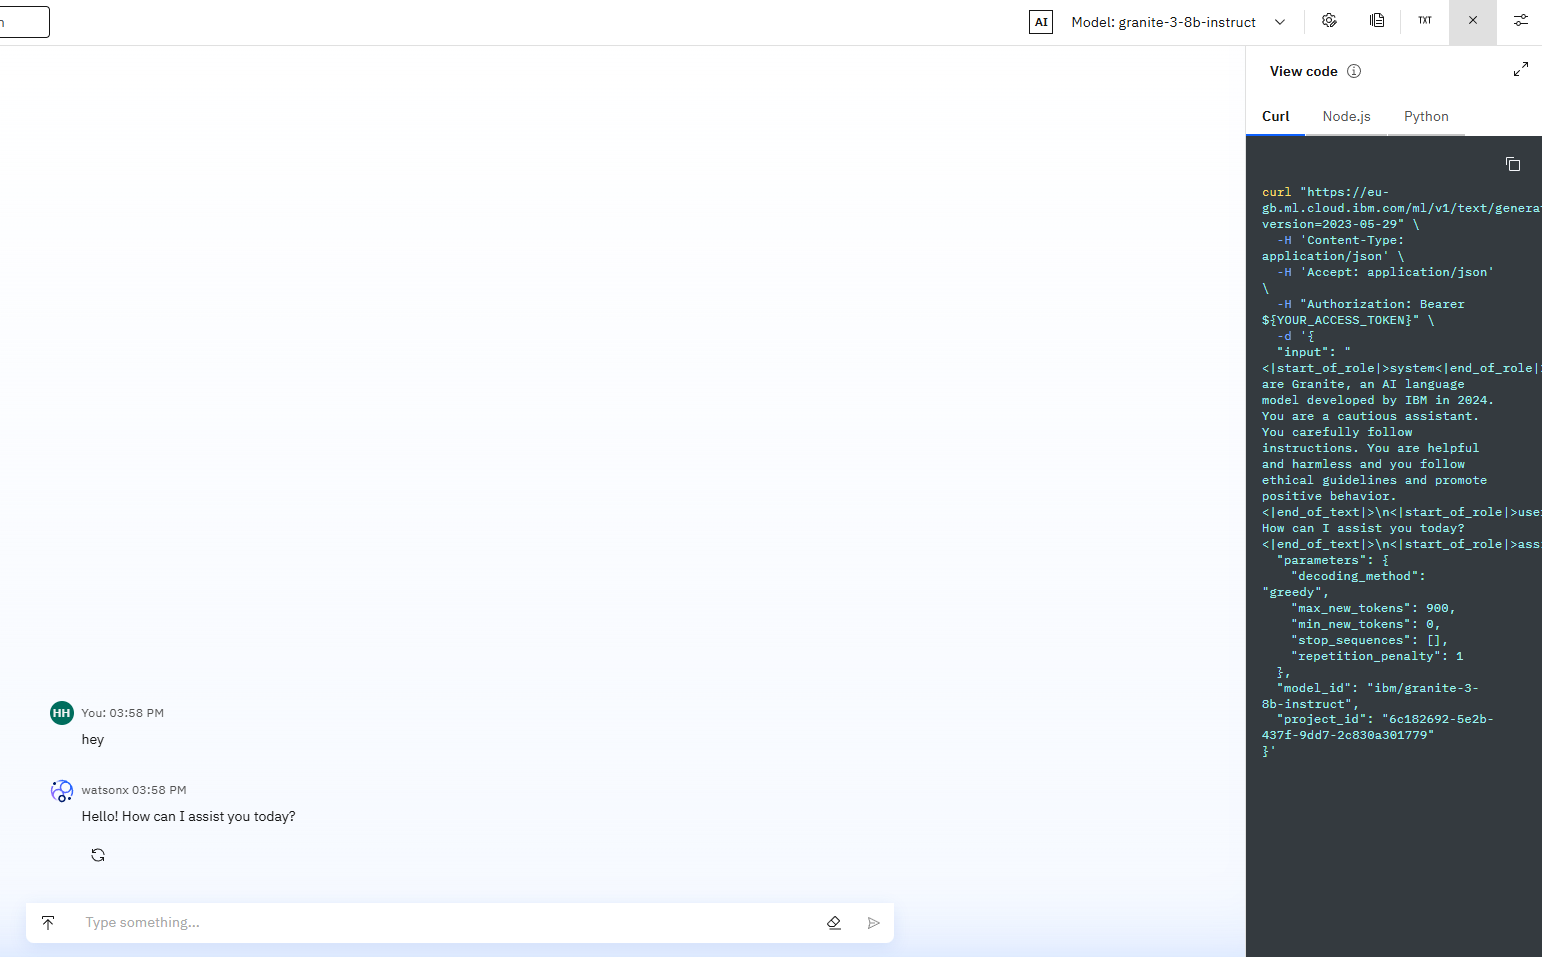 AI Model: granite-3-8b-instruct TXT
View code
Curl Node.js Python
curl "https://eu-
gb.ml.cloud.ibm.com/ml/v1/text/generat
version=2023-05-29" \
-H 'Content-Type:
application/json' \
-H 'Accept: application/json'
\
-H "Authorization: Bearer
${YOUR_ACCESS_TOKEN}" \
-d '{
"input": "
<|start_of_role|>system<|end_of_role|
are Granite, an AI language
model developed by IBM in 2024.
You are a cautious assistant.
You carefully follow
instructions. You are helpful
and harmless and you follow
ethical guidelines and promote
positive behavior.
<|end_of_text|>\n<|start_of_role|>use
How can I assist you today?
<|end_of_text|>\n<|start_of_role|>ass
"parameters": {
"decoding_method":
"greedy",
"max_new_tokens": 900,
"min_new_tokens": 0,
"stop_sequences": [],
"repetition_penalty": 1
},
"model_id": "ibm/granite-3-
8b-instruct",
"project_id": "6c182692-5e2b-
437f-9dd7-2c830a301779"
}'
HH You: 03:58 PM
hey
watsonx 03:58 PM
Hello! How can I assist you today?
Type something...